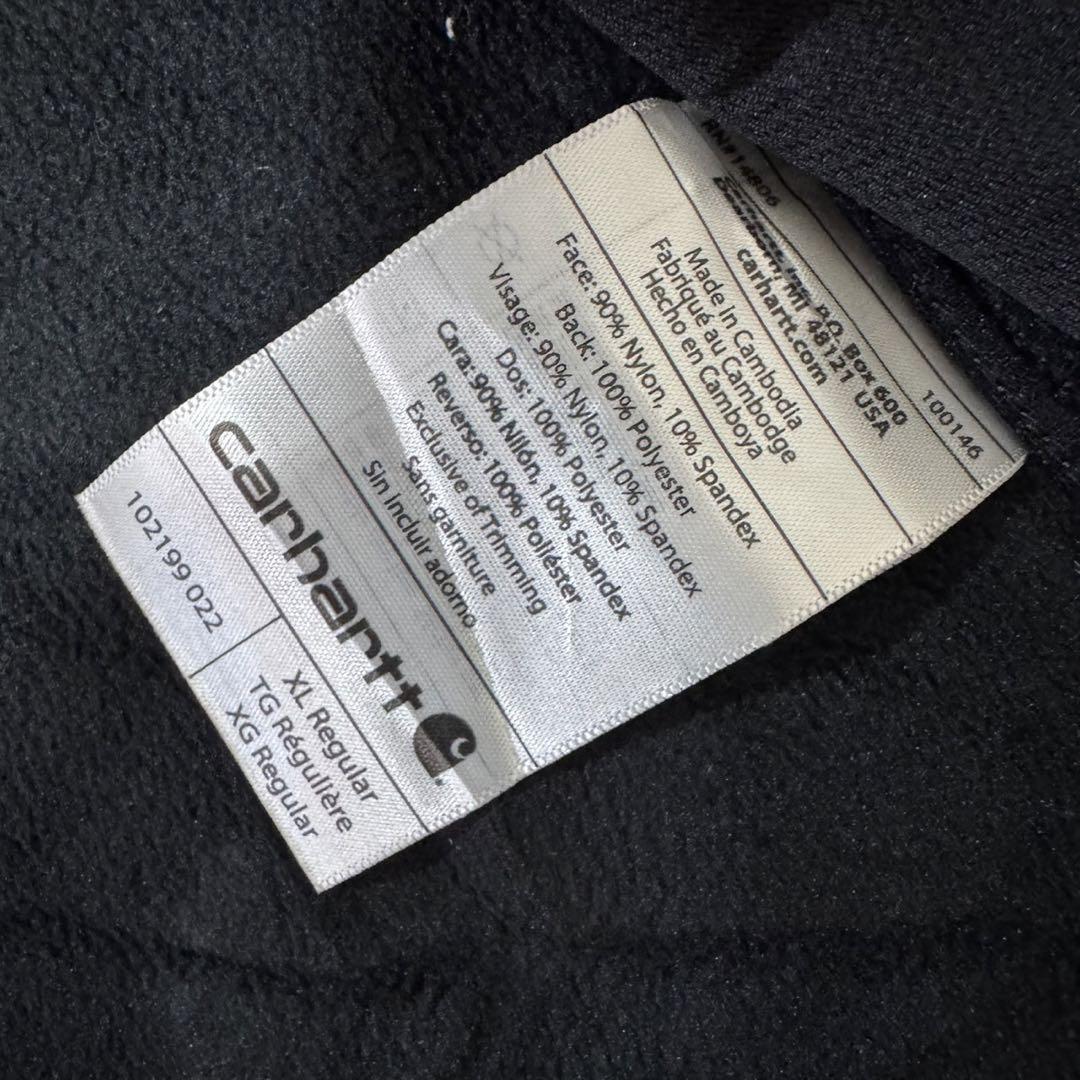 102199 022
XL Regular
TG Régulière
XG Regular
carhartt
Face: 90% Nylon, 10% Spandex
Back: 100% Polyester
Visage: 90% Nylon, 10% Spandex
Dos: 100% Polyester
Cara: 90% Nilón, 10% Spandex
Reverso: 100% Poliéster
Exclusive of Trimming
Sans garniture
Sin Incluir adorno
Made in Cambodia
Fabriqué au Cambodge
Hecho en Camboya
RN#14806
P.O. Box 600
MI 48121 USA
carhartt.com
100146